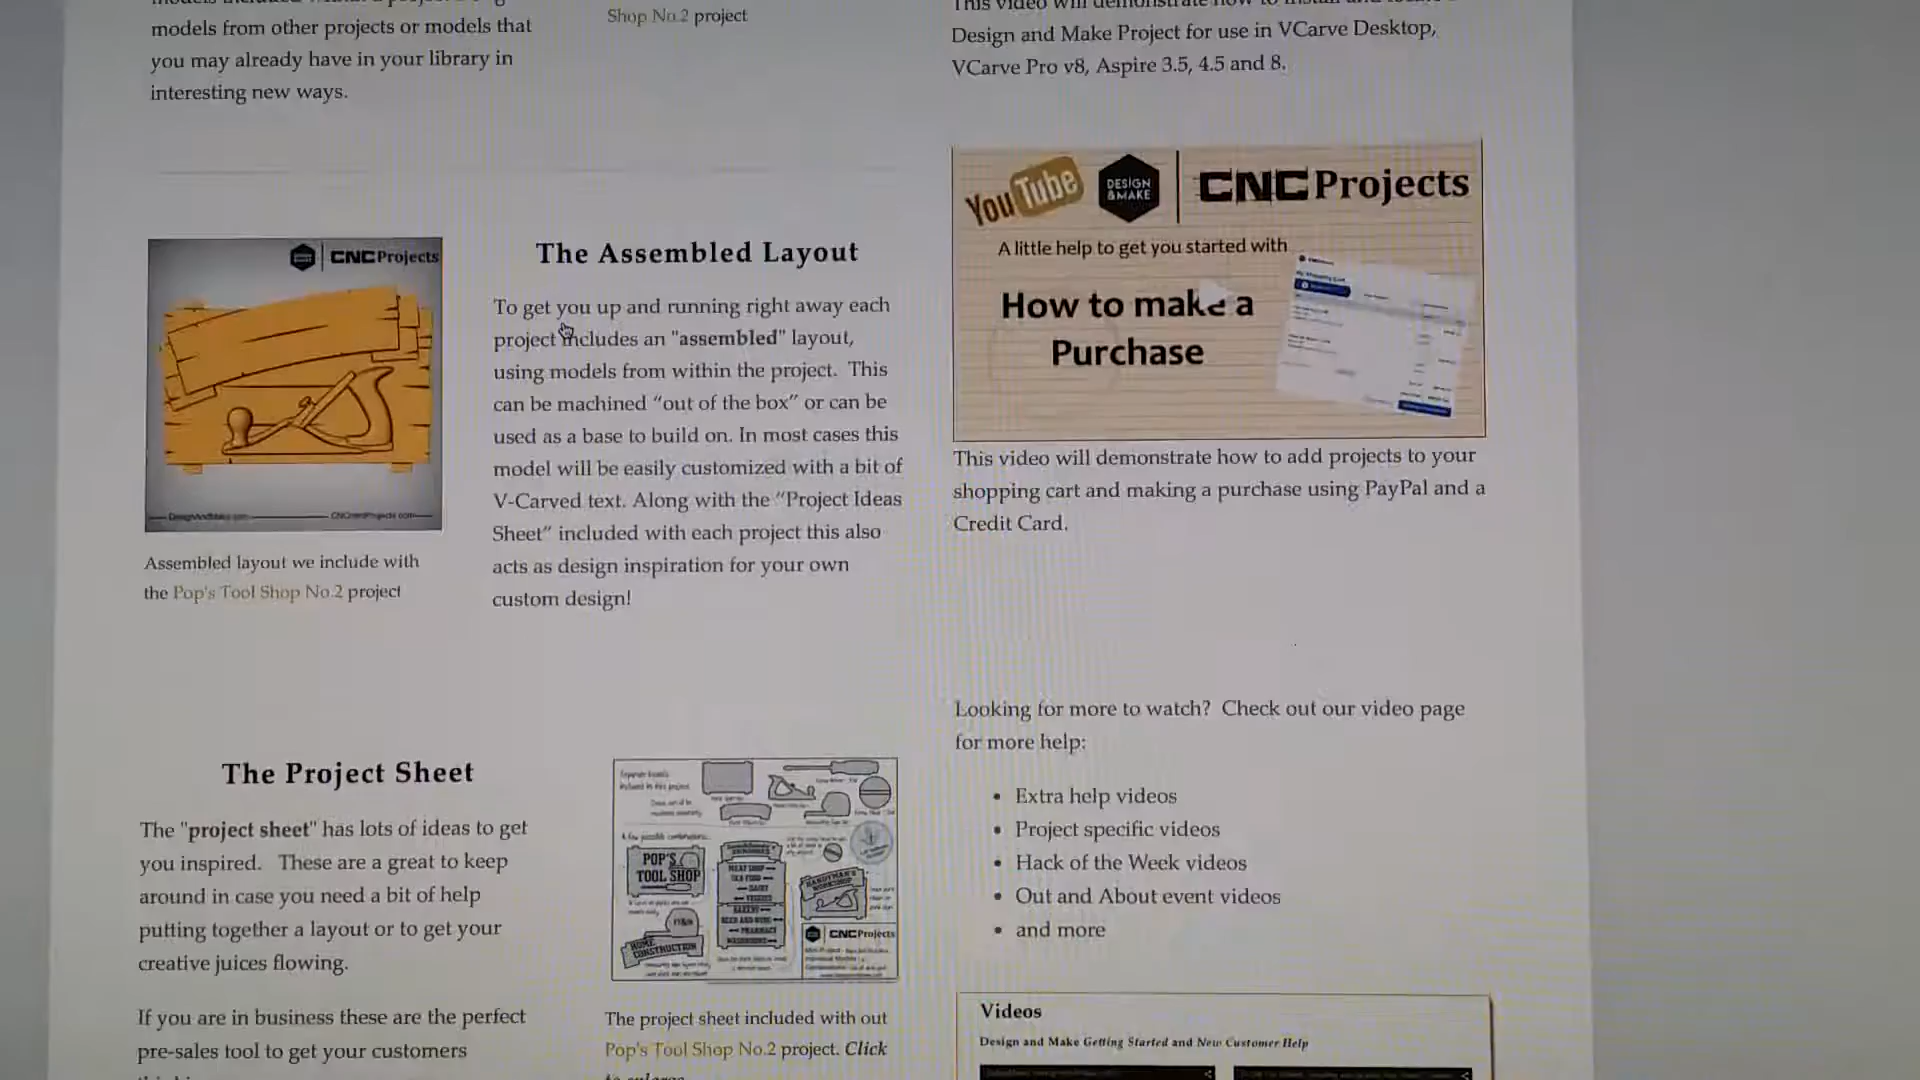 models from other projects or models that
you may already have in your library in
interesting new ways.
Shop No.2 project
This video will demonstrate how to install and
Design and Make Project for use in VCarve Desktop,
VCarve Pro v8, Aspire 3.5, 4.5 and 8.
CNCProjects
Assembled layout we include with
the Pop's Tool Shop No.2 project
The Assembled Layout
To get you up and running right away each
project includes an "assembled" layout,
using models from within the project. This
can be machined “out of the box” or can be
used as a base to build on. In most cases this
model will be easily customized with a bit of
V-Carved text. Along with the “Project Ideas
Sheet” included with each project this also
acts as design inspiration for your own
custom design!
YouTube
DESIGN
&MAKE
CNCProjects
A little help to get you started with
How to make a
Purchase
This video will demonstrate how to add projects to your
shopping cart and making a purchase using PayPal and a
Credit Card.
The Project Sheet
The "project sheet" has lots of ideas to get
you inspired. These are a great to keep
around in case you need a bit of help
putting together a layout or to get your
creative juices flowing.
If you are in business these are the perfect
pre-sales tool to get your customers
POP'S
TOOL SHOP
HOME
CONSTRUCTION
HANDYMAN'S
WORKSHOP
CNCProjects
The project sheet included with out
Pop's Tool Shop No.2 project. Click
to enlarge
Looking for more to watch? Check out our video page
for more help:
• Extra help videos
• Project specific videos
• Hack of the Week videos
• Out and About event videos
• and more
Videos
Design and Make Getting Started and New Customer Help